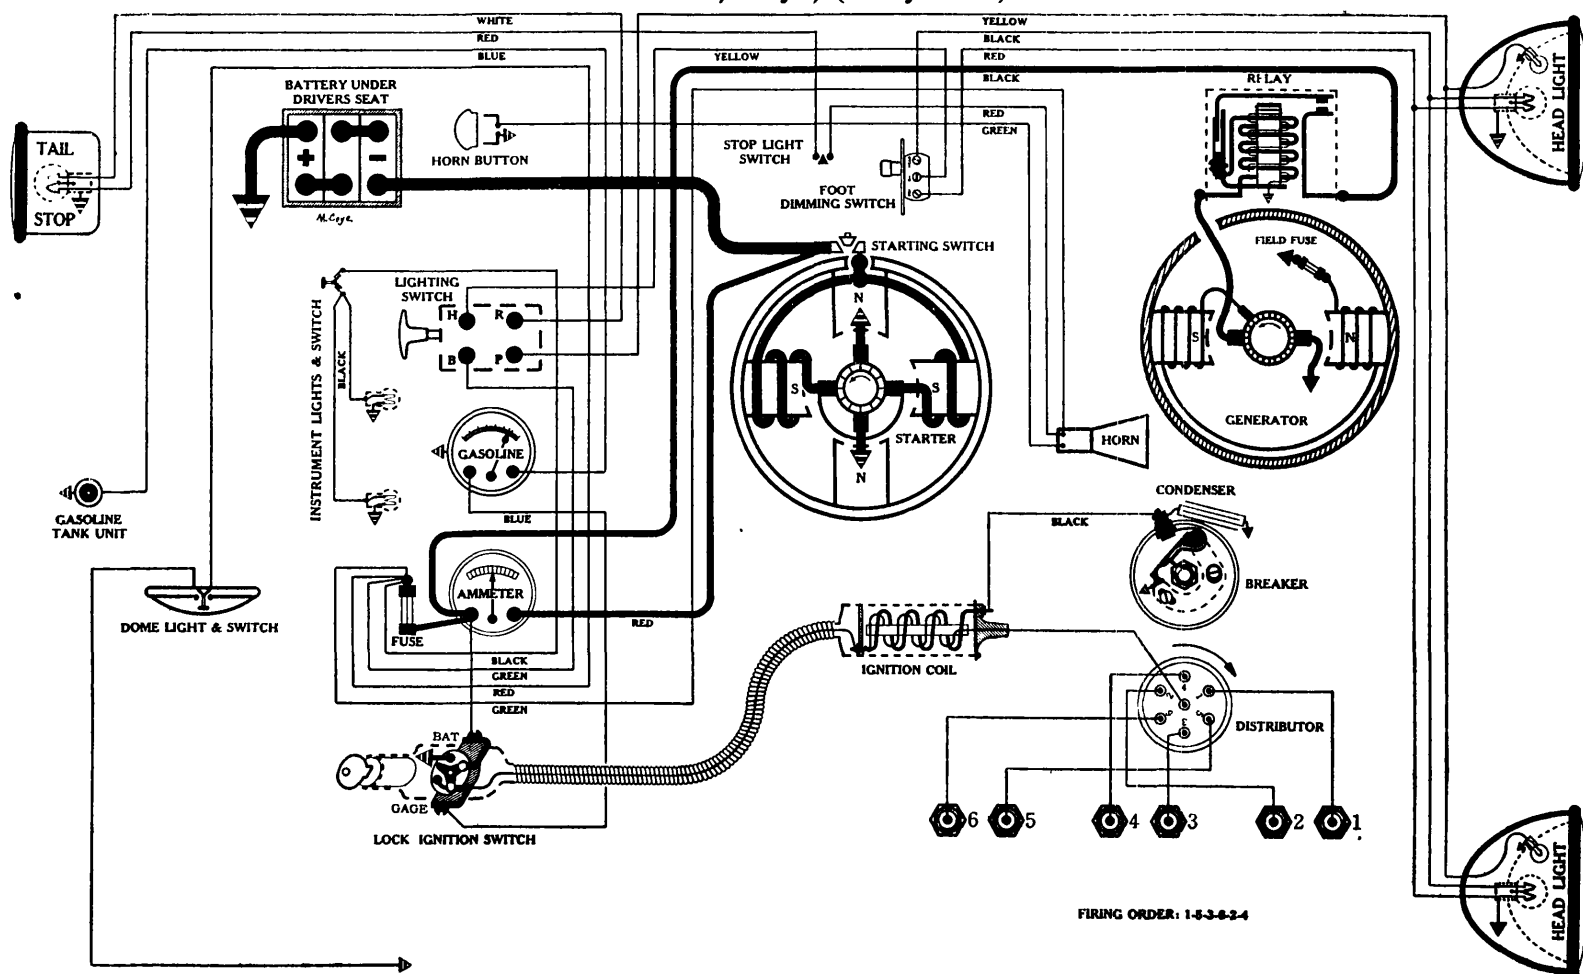 WHITE
RED
BLUE
YELLOW
YELLOW
BLACK
RED
BLACK
RED
GREEN
BATTERY UNDER
DRIVERS SEAT
+
−
M. Coye
HORN BUTTON
TAIL
STOP
STOP LIGHT
SWITCH
FOOT
DIMMING SWITCH
RELAY
HEAD LIGHT
STARTING SWITCH
FIELD FUSE
LIGHTING
SWITCH
H
R
B
P
INSTRUMENT LIGHTS & SWITCH
BLACK
N
S
S
N
STARTER
S
N
GENERATOR
HORN
GASOLINE
GASOLINE
TANK UNIT
BLUE
AMMETER
FUSE
RED
BLACK
GREEN
RED
GREEN
DOME LIGHT & SWITCH
CONDENSER
BLACK
BREAKER
IGNITION COIL
DISTRIBUTOR
4
BAT
GAGE
LOCK IGNITION SWITCH
6
5
4
3
2
1
FIRING ORDER: 1-5-3-6-2-4
HEAD LIGHT